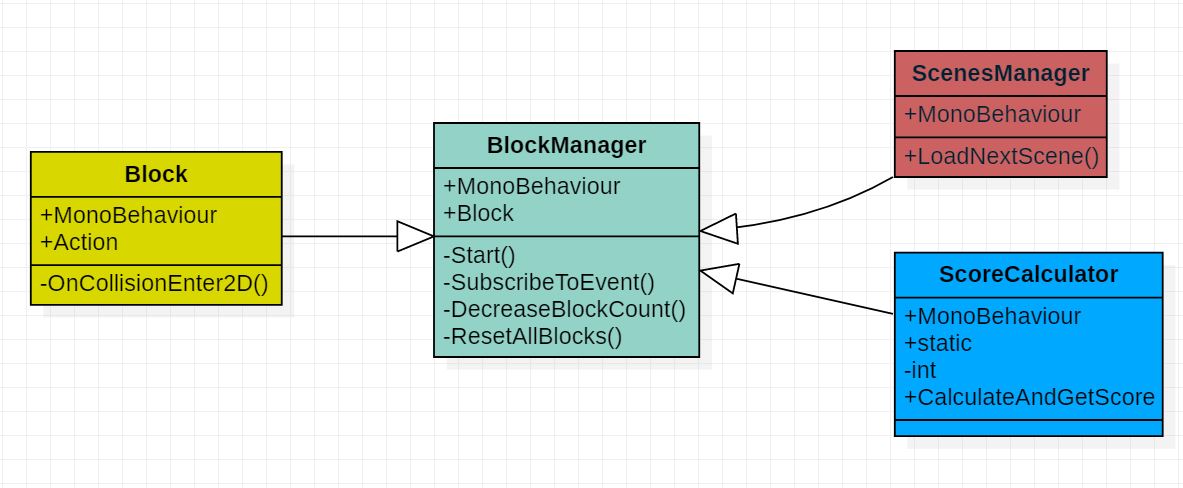 Block
+MonoBehaviour
+Action
-OnCollisionEnter2D()
BlockManager
+MonoBehaviour
+Block
-Start()
-SubscribeToEvent()
-DecreaseBlockCount()
-ResetAllBlocks()
ScenesManager
+MonoBehaviour
+LoadNextScene()
ScoreCalculator
+MonoBehaviour
+static
-int
+CalculateAndGetScore